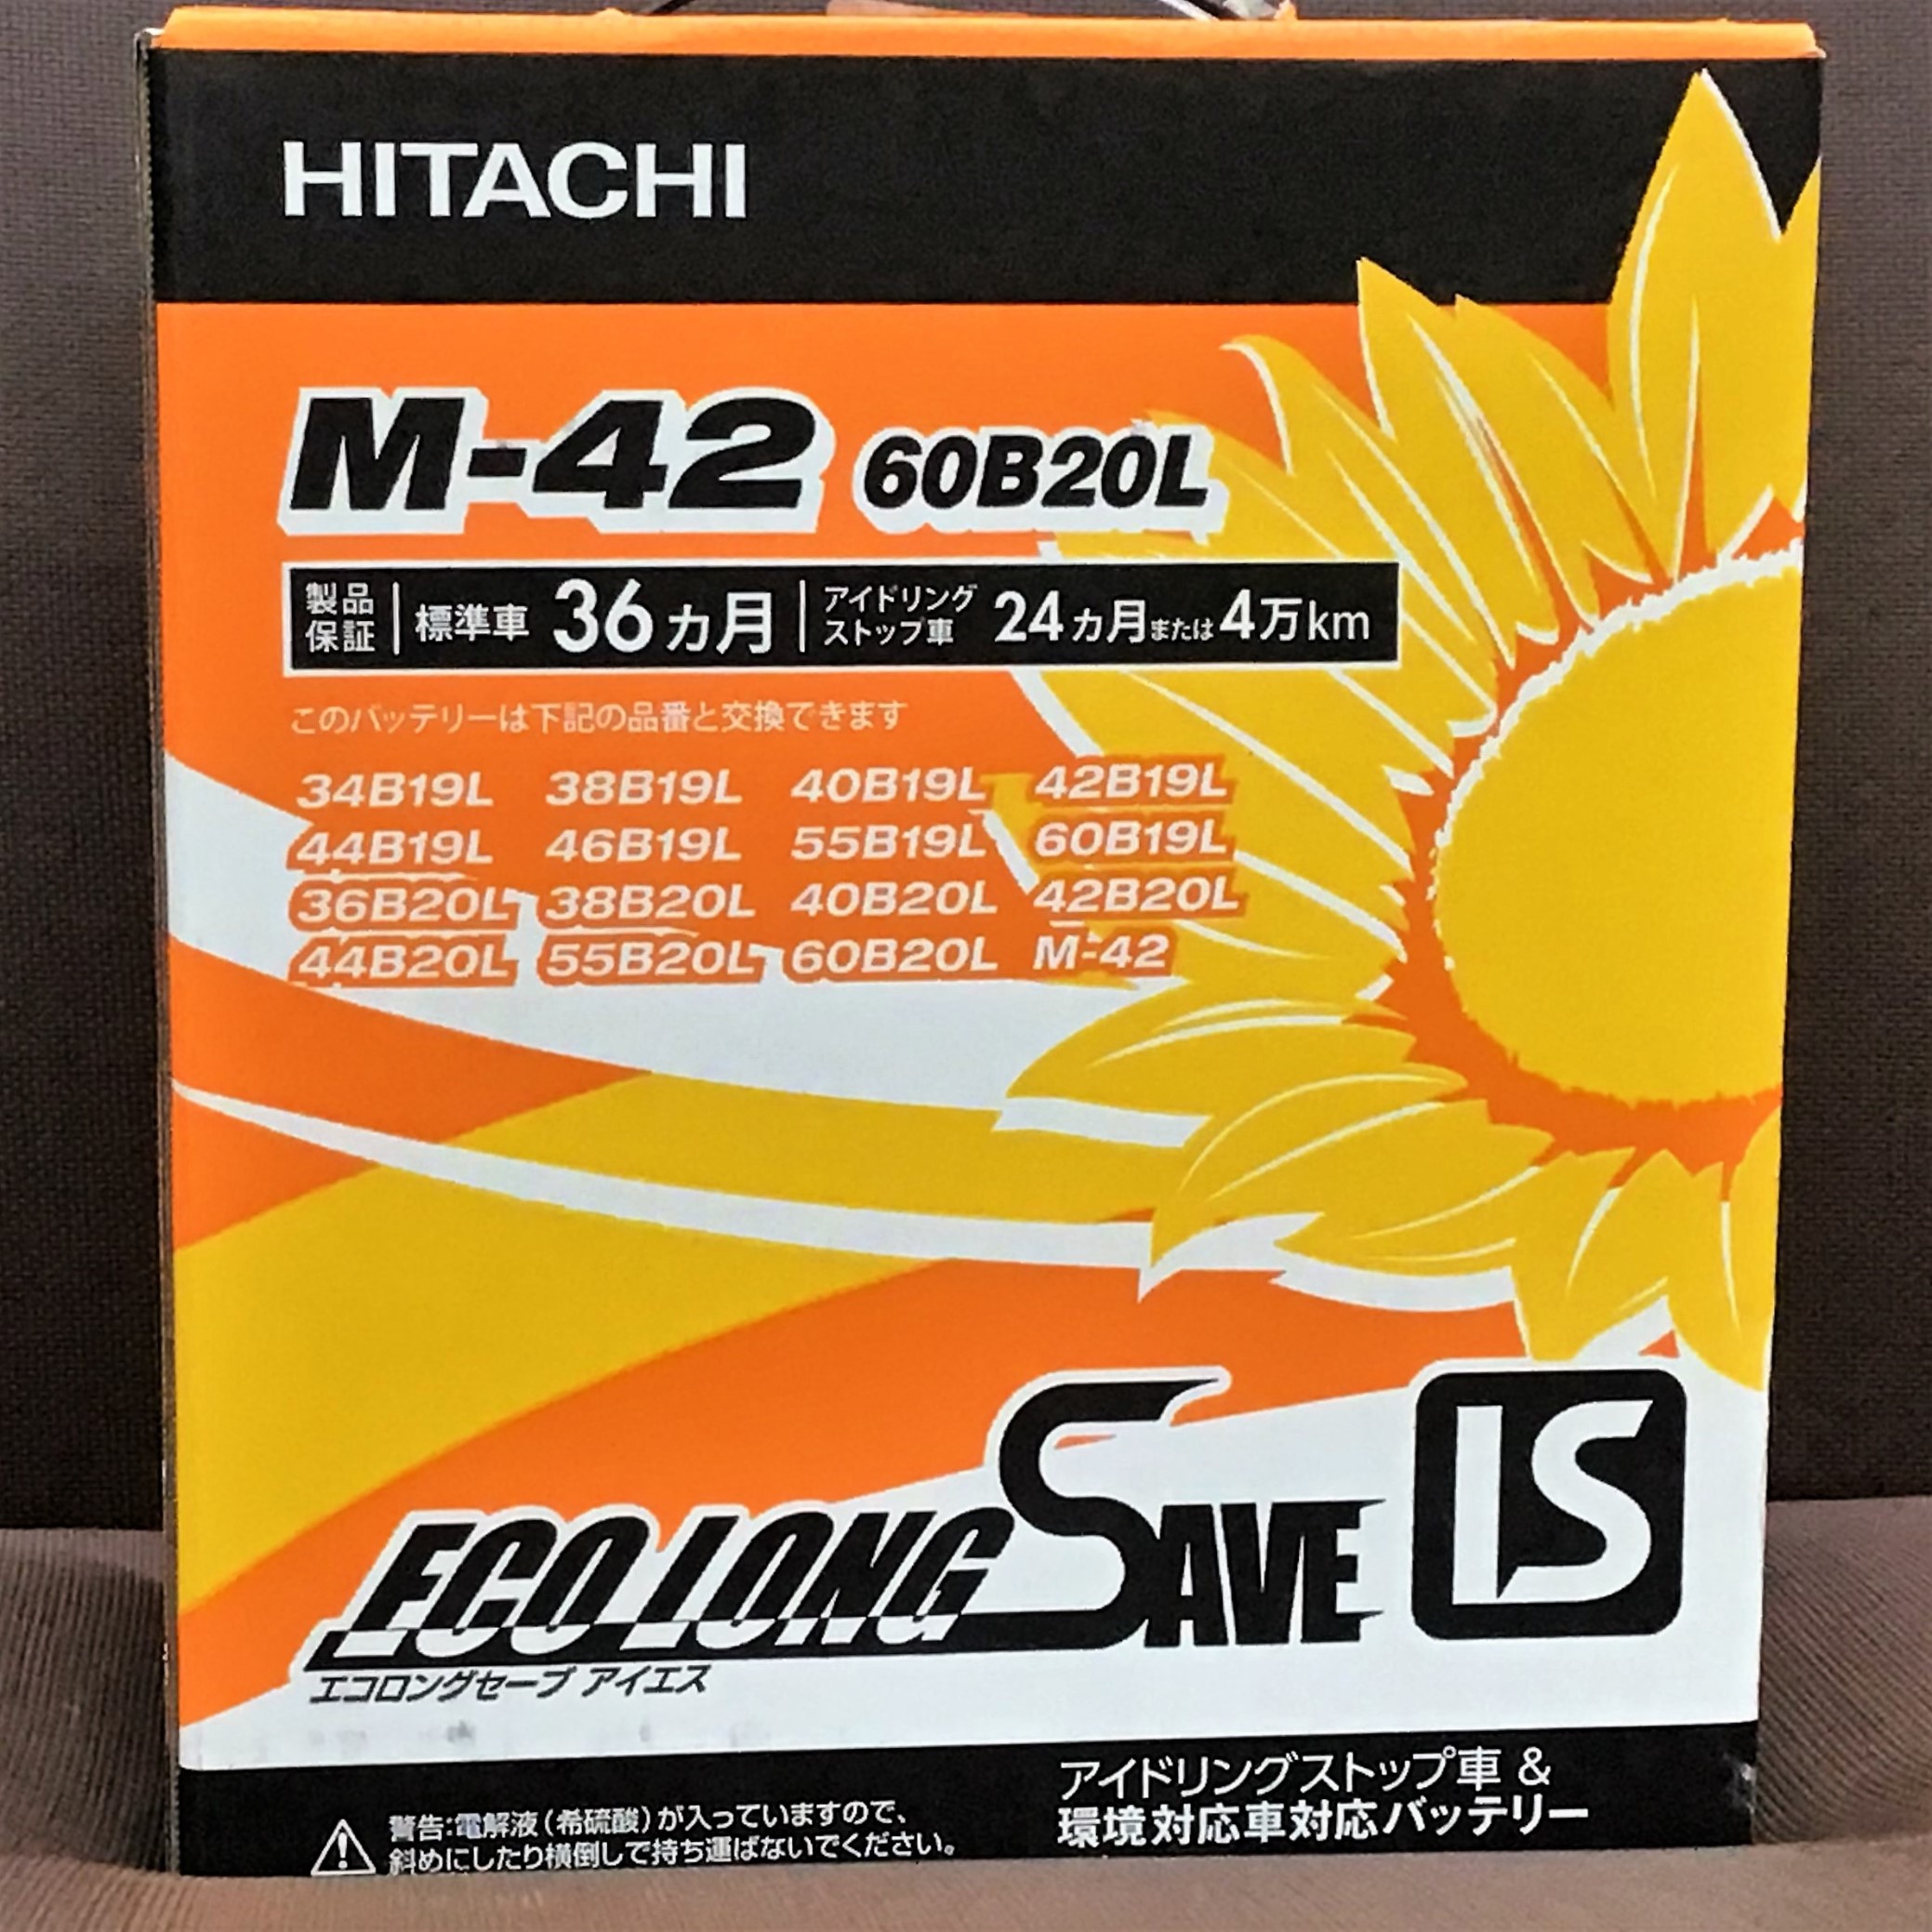 HITACHI
M-42 60B20L
製品保証 標準車 36カ月 アイドリングストップ車 24カ月または4万km
このバッテリーは下記の品番と交換できます
34B19L 38B19L 40B19L 42B19L
44B19L 46B19L 55B19L 60B19L
36B20L 38B20L 40B20L 42B20L
44B20L 55B20L 60B20L M-42
ECO LONG SAVE IS
エコロングセーブ アイエス
警告:電解液(希硫酸)が入っていますので、
斜めにしたり横倒しで持ち運ばないでください。
アイドリングストップ車 &
環境対応車対応バッテリー